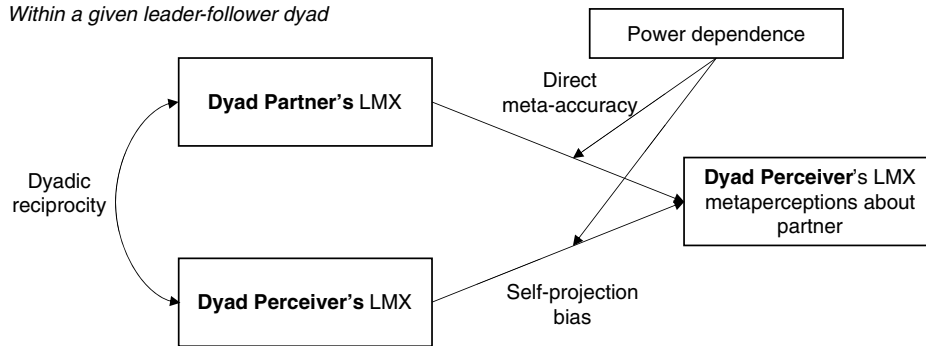 Within a given leader-follower dyad
Power dependence
Direct
meta-accuracy
Dyad Partner's LMX
Dyadic
reciprocity
Dyad Perceiver's LMX
metaperceptions about
partner
Dyad Perceiver's LMX
Self-projection
bias